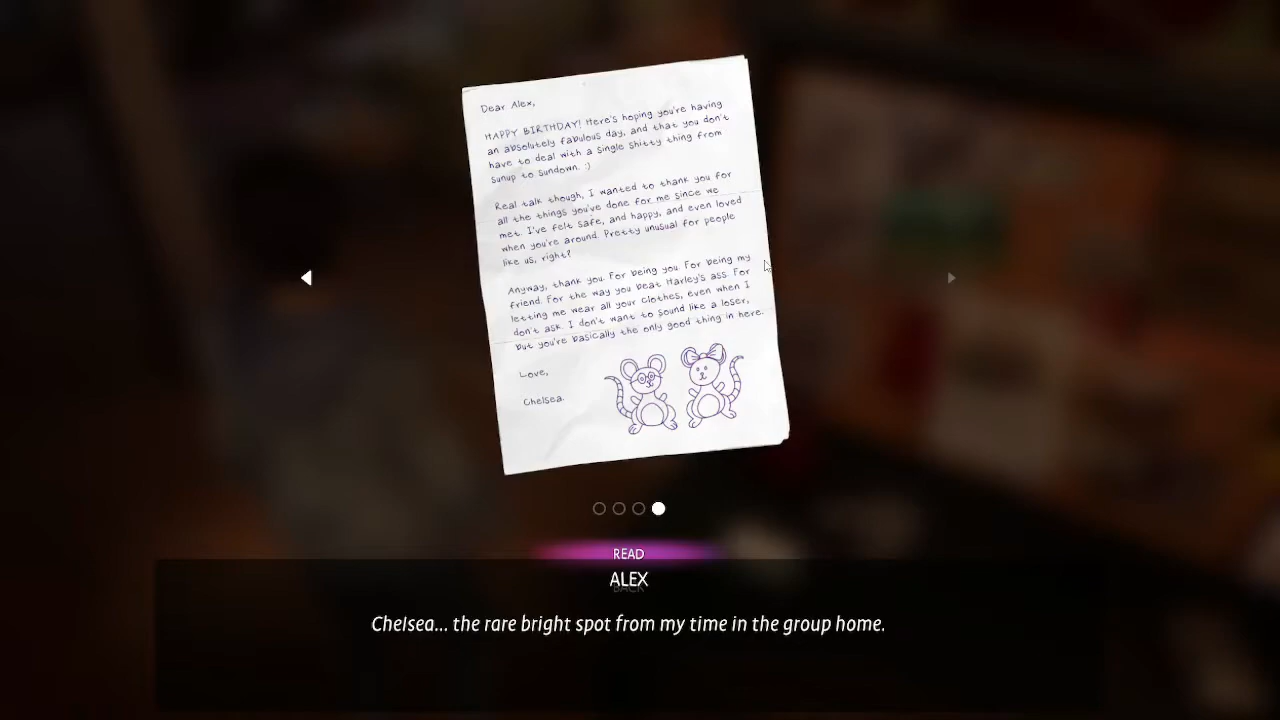 Dear Alex,
HAPPY BIRTHDAY! Here's hoping you're having
an absolutely fabulous day, and that you don't
have to deal with a single shitty thing from
sunup to sundown. :)
Real talk though, I wanted to thank you for
all the things you've done for me since we
met. I've felt safe, and happy, and even loved
when you're around. Pretty unusual for people
like us, right?
Anyway, thank you. For being you. For being my
friend. For the way you beat Harley's ass. For
letting me wear all your clothes, even when I
don't ask. I don't want to sound like a loser,
but you're basically the only good thing in here.
Love,
Chelsea.
READ
ALEX
BACK
Chelsea... the rare bright spot from my time in the group home.